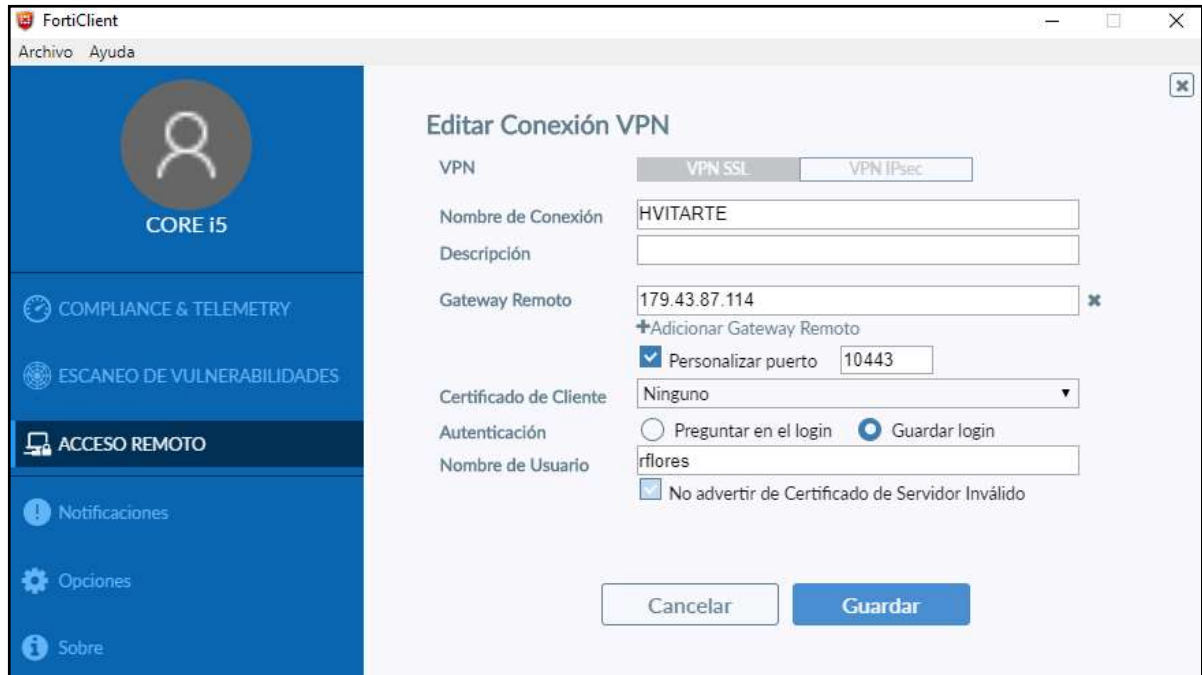 FortiClient
Archivo Ayuda
CORE i5
COMPLIANCE & TELEMETRY
ESCANEO DE VULNERABILIDADES
ACCESO REMOTO
Notificaciones
Opciones
Sobre
Editar Conexión VPN
VPN VPN SSL VPN IPsec
Nombre de Conexión HVITARTE
Descripción
Gateway Remoto 179.43.87.114
+Adicionar Gateway Remoto
Personalizar puerto 10443
Certificado de Cliente Ninguno
Autenticación Preguntar en el login Guardar login
Nombre de Usuario rflores
No advertir de Certificado de Servidor Inválido
Cancelar Guardar